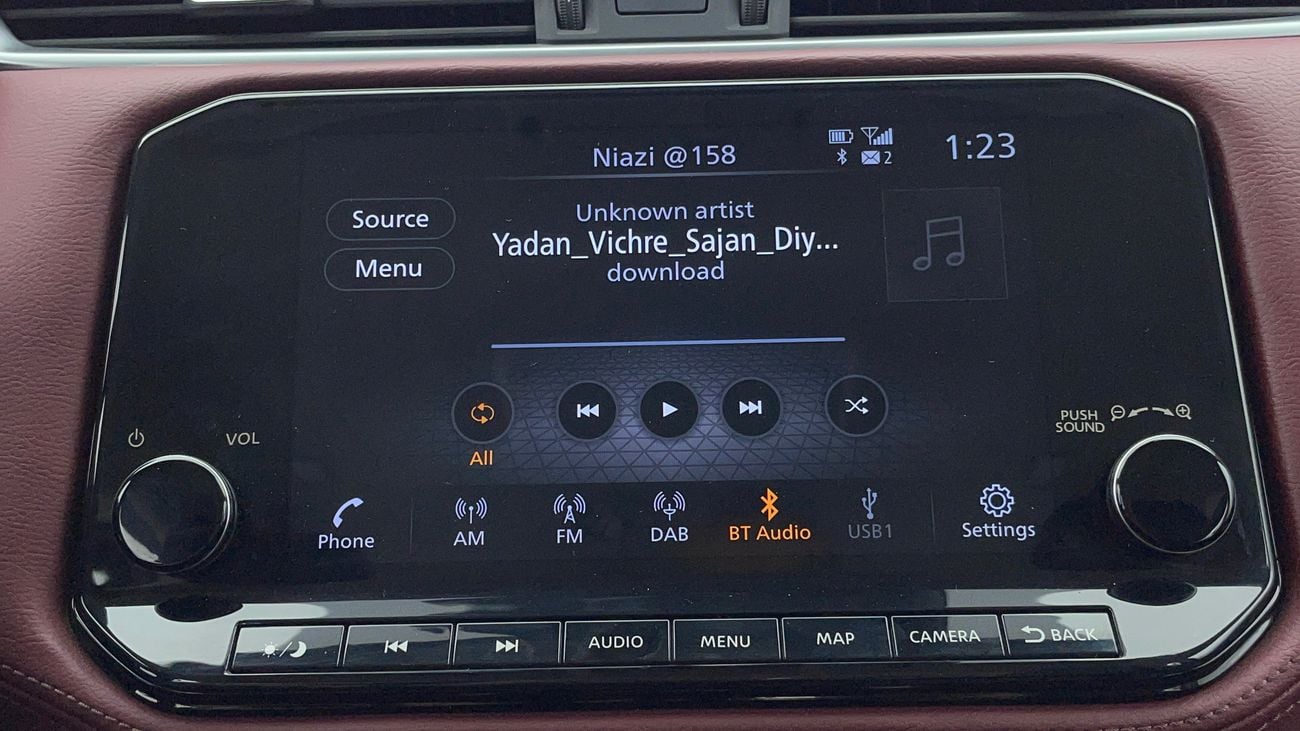 Niazi @158
2
1:23
Source
Menu
Unknown artist
Yadan_Vichre_Sajan_Diy...
download
All
VOL
PUSH
SOUND
Phone
AM
FM
DAB
BT Audio
USB1
Settings
AUDIO
MENU
MAP
CAMERA
BACK